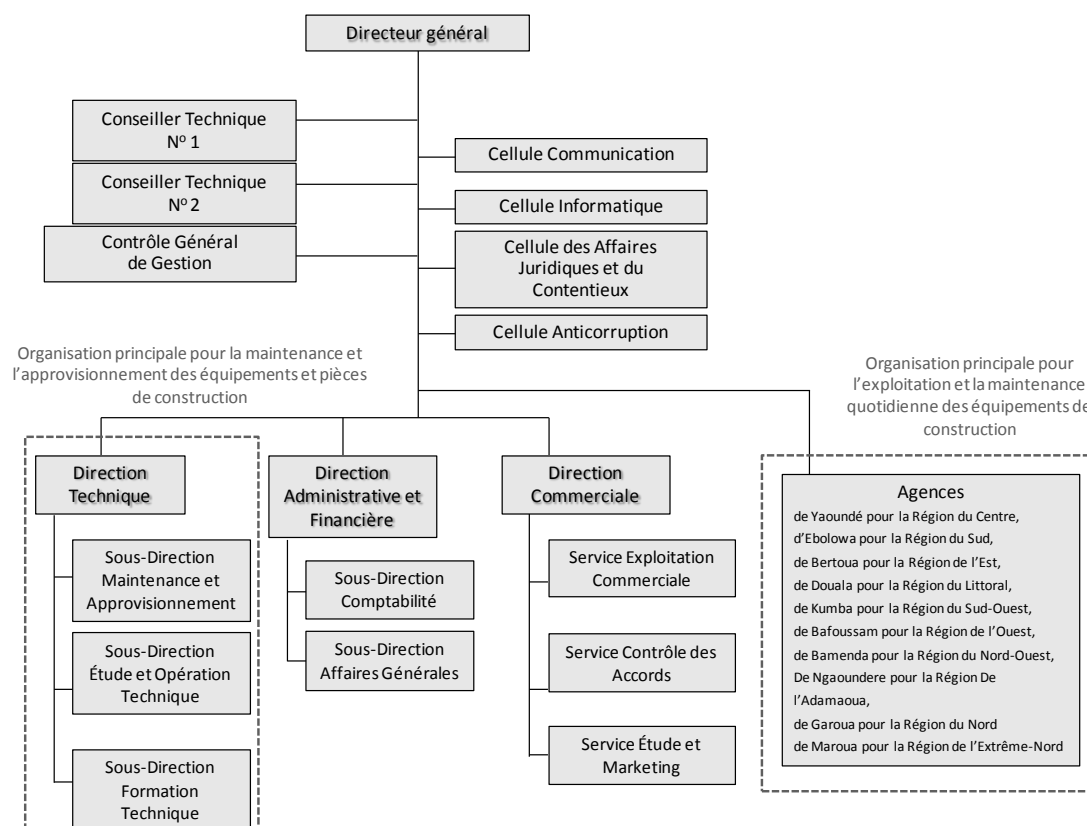 Directeur général
Conseiller Technique
Nº 1
Conseiller Technique
Nº 2
Contrôle Général
de Gestion
Cellule Communication
Cellule Informatique
Cellule des Affaires
Juridiques et du
Contentieux
Cellule Anticorruption
Organisation principale pour la maintenance et
l’approvisionnement des équipements et pièces
de construction
Organisation principale pour
l’exploitation et la maintenance
quotidienne des équipements de
construction
Direction
Technique
Sous-Direction
Maintenance et
Approvisionnement
Sous-Direction
Étude et Opération
Technique
Sous-Direction
Formation
Technique
Direction
Administrative et
Financière
Sous-Direction
Comptabilité
Sous-Direction
Affaires Générales
Direction
Commerciale
Service Exploitation
Commerciale
Service Contrôle des
Accords
Service Étude et
Marketing
Agences
de Yaoundé pour la Région du Centre,
d’Ebolowa pour la Région du Sud,
de Bertoua pour la Région de l’Est,
de Douala pour la Région du Littoral,
de Kumba pour la Région du Sud-Ouest,
de Bafoussam pour la Région de l’Ouest,
de Bamenda pour la Région du Nord-Ouest,
De Ngaoundere pour la Région De
l’Adamaoua,
de Garoua pour la Région du Nord
de Maroua pour la Région de l’Extrême-Nord